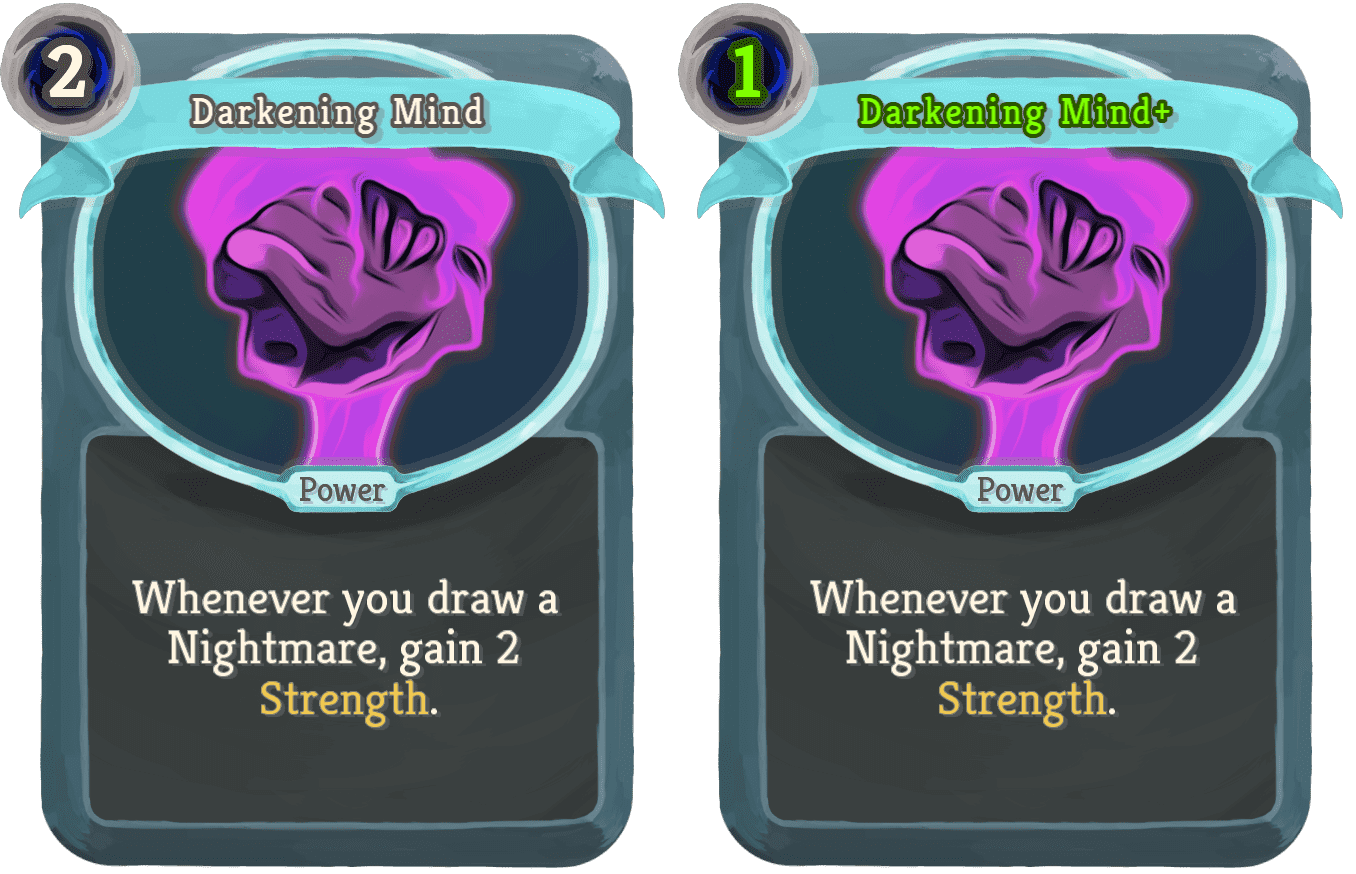 2
Darkening Mind
Power
Whenever you draw a
Nightmare, gain 2
Strength.
1
Darkening Mind+
Power
Whenever you draw a
Nightmare, gain 2
Strength.